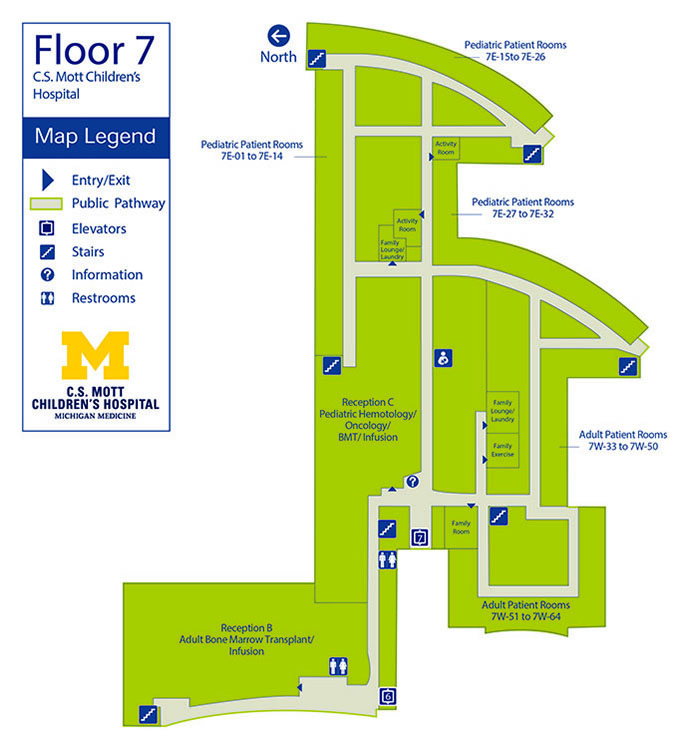 Floor 7
C.S. Mott Children's
Hospital
Map Legend
Entry/Exit
Public Pathway
Elevators
Stairs
?
Information
Restrooms
M
C.S. MOTT
CHILDREN'S HOSPITAL
MICHIGAN MEDICINE
North
Pediatric Patient Rooms
7E-15to 7E-26
Pediatric Patient Rooms
7E-01 to 7E-14
Activity
Room
Pediatric Patient Rooms
7E-27 to 7E-32
Activity
Room
Family
Lounge/
Laundry
Reception C
Pediatric Hemotology/
Oncology/
BMT/ Infusion
Family
Lounge/
Laundry
Family
Exercise
Adult Patient Rooms
7W-33 to 7W-50
?
7
Family
Room
Adult Patient Rooms
7W-51 to 7W-64
Reception B
Adult Bone Marrow Transplant/
Infusion
6